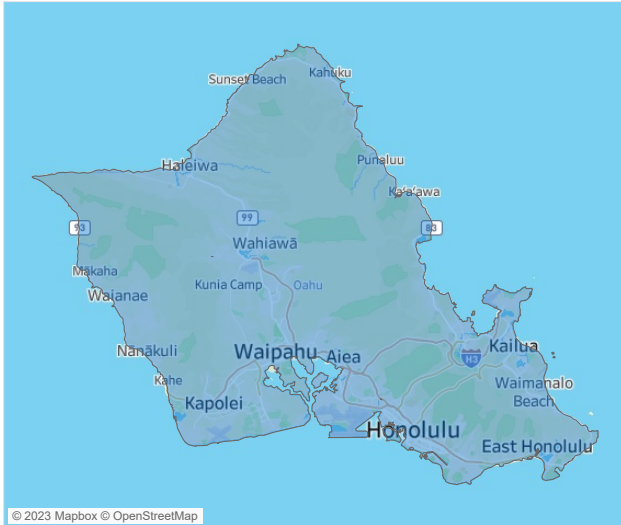 Kahuku
Sunset Beach
Punaluu
Haleiwa
Ka'a'awa
99
93
83
Wahiawā
Mākaha
Kunia Camp
Oahu
Waianae
Nānākuli
Waipahu
Aiea
Kailua
H3
Kahe
Waimanalo
Beach
Kapolei
Honolulu
East Honolulu
© 2023 Mapbox © OpenStreetMap